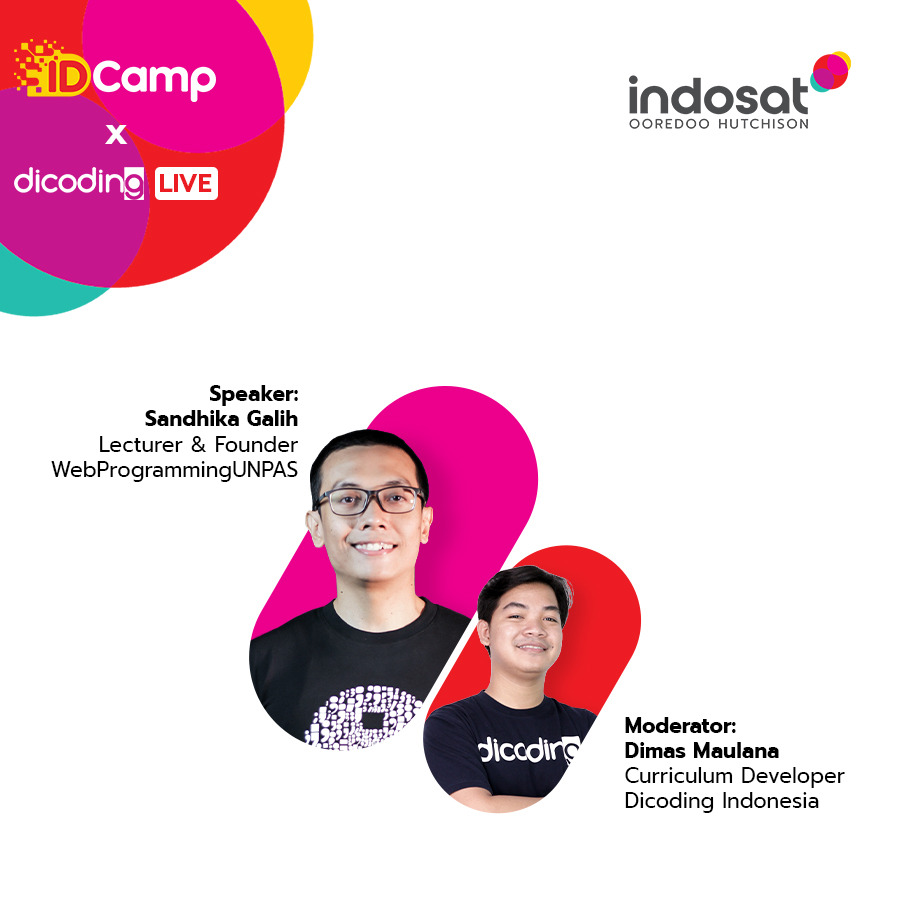 IDCamp
x
dicoding LIVE
indosat
OOREDOO HUTCHISON
Speaker:
Sandhika Galih
Lecturer & Founder
WebProgrammingUNPAS
dicoding
Moderator:
Dimas Maulana
Curriculum Developer
Dicoding Indonesia